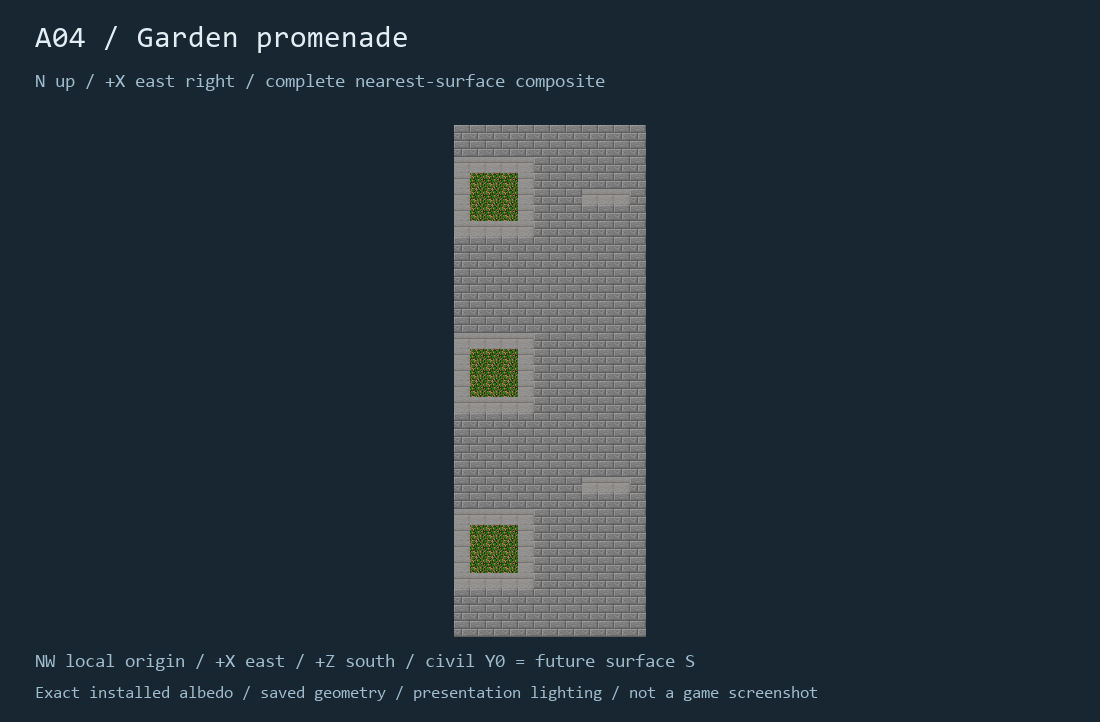 A04 / Garden promenade
N up / +X east right / complete nearest-surface composite
NW local origin / +X east / +Z south / civil Y0 = future surface S
Exact installed albedo / saved geometry / presentation lighting / not a game screenshot